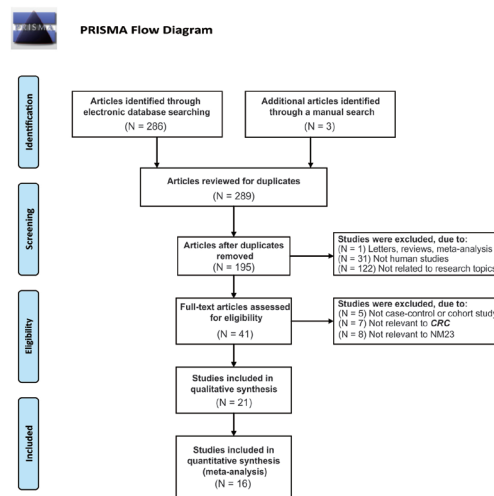 PRISMA
PRISMA Flow Diagram
Identification
Articles identified through
electronic database searching
(N = 286)
Additional articles identified
through a manual search
(N = 3)
Articles reviewed for duplicates
(N = 289)
Screening
Articles after duplicates
removed
(N = 195)
Studies were excluded, due to:
(N = 1) Letters, reviews, meta-analysis
(N = 31) Not human studies
(N = 122) Not related to research topics
Eligibility
Full-text articles assessed
for eligibility
(N = 41)
Studies were excluded, due to:
(N = 5) Not case-control or cohort study
(N = 7) Not relevant to CRC
(N = 8) Not relevant to NM23
Studies included in
qualitative synthesis
(N = 21)
Included
Studies included in
quantitative synthesis
(meta-analysis)
(N = 16)